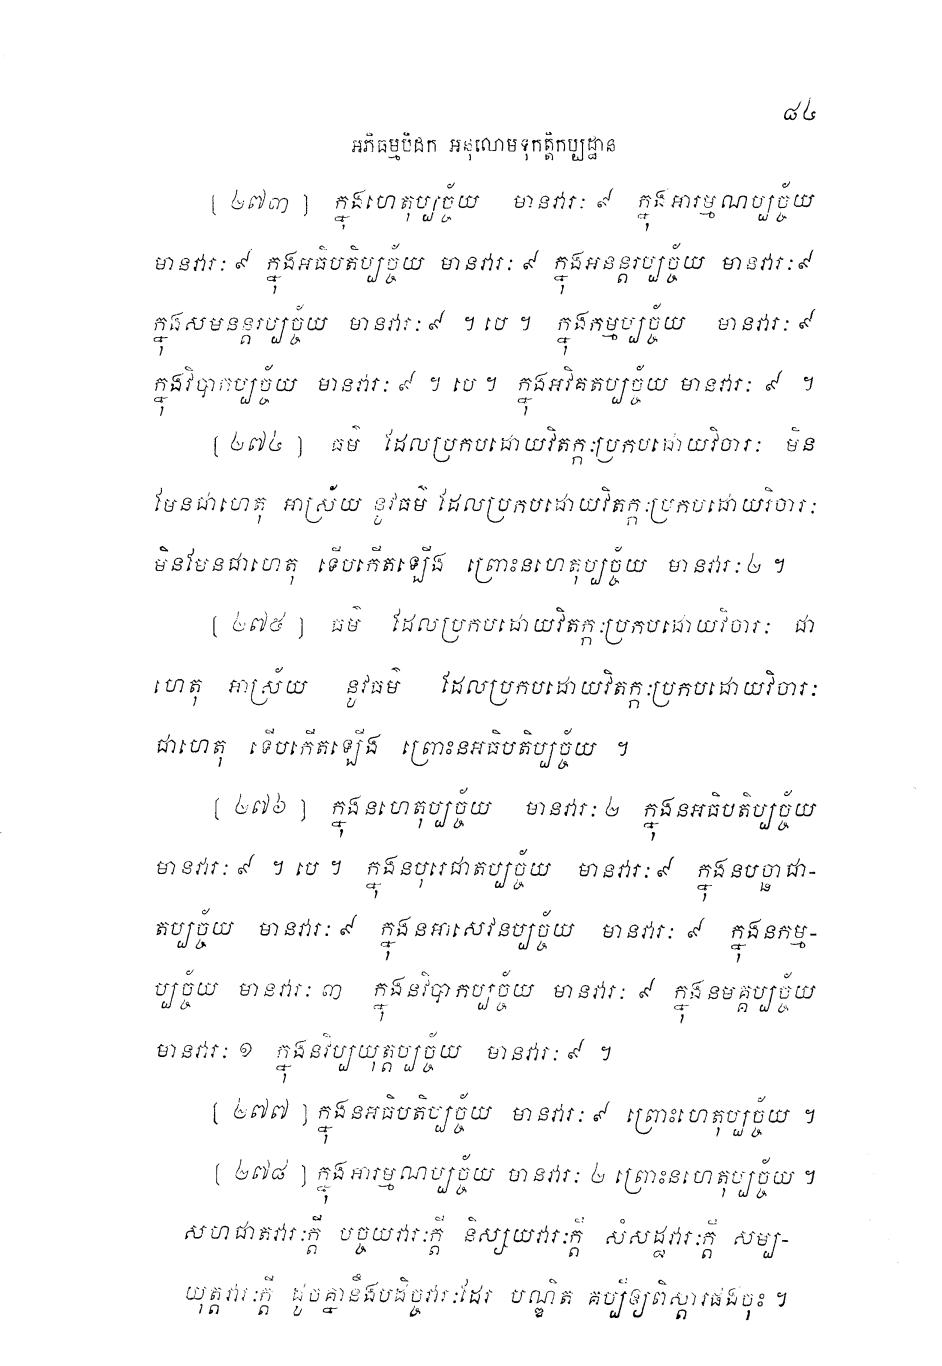 ៨៤
អភិធម្មបិដក អនុលោមទុកត្តិកប្បដ្ឋាន
[ ២៧៣ ] ក្នុងហេតុប្បច្ច័យ មានវារៈ ៩ ក្នុងអារម្មណប្បច្ច័យ
មានវារៈ ៩ ក្នុងអធិបតិប្បច្ច័យ មានវារៈ ៩ ក្នុងអនន្តរប្បច្ច័យ មានវារៈ ៩
ក្នុងសមនន្តរប្បច្ច័យ មានវារៈ ៩ ។ បេ ។ ក្នុងកម្មប្បច្ច័យ មានវារៈ ៩
ក្នុងវិបាកប្បច្ច័យ មានវារៈ ៩ ។ បេ ។ ក្នុងអវិគតប្បច្ច័យ មានវារៈ ៩ ។
[ ២៧៤ ] ធម៌ ដែលប្រកបដោយវិតក្កៈប្រកបដោយវិចារៈ មិន
មែនជាហេតុ អាស្រ័យ នូវធម៌ ដែលប្រកបដោយវិតក្កៈប្រកបដោយវិចារៈ
មិនមែនជាហេតុ ទើបកើតឡើង ព្រោះនហេតុប្បច្ច័យ មានវារៈ ២ ។
[ ២៧៥ ] ធម៌ ដែលប្រកបដោយវិតក្កៈប្រកបដោយវិចារៈ ជា
ហេតុ អាស្រ័យ នូវធម៌ ដែលប្រកបដោយវិតក្កៈប្រកបដោយវិចារៈ
ជាហេតុ ទើបកើតឡើង ព្រោះនអធិបតិប្បច្ច័យ ។
[ ២៧៦ ] ក្នុងនហេតុប្បច្ច័យ មានវារៈ ២ ក្នុងនអធិបតិប្បច្ច័យ
មានវារៈ ៩ ។ បេ ។ ក្នុងនបុរេជាតប្បច្ច័យ មានវារៈ ៩ ក្នុងនបច្ឆាជា-
តប្បច្ច័យ មានវារៈ ៩ ក្នុងនអាសេវនប្បច្ច័យ មានវារៈ ៩ ក្នុងនកម្ម-
ប្បច្ច័យ មានវារៈ ៣ ក្នុងនវិបាកប្បច្ច័យ មានវារៈ ៩ ក្នុងនមគ្គប្បច្ច័យ
មានវារៈ ១ ក្នុងនវិប្បយុត្តប្បច្ច័យ មានវារៈ ៩ ។
[ ២៧៧ ] ក្នុងនអធិបតិប្បច្ច័យ មានវារៈ ៩ ព្រោះហេតុប្បច្ច័យ ។
[ ២៧៨ ] ក្នុងអារម្មណប្បច្ច័យ មានវារៈ ២ ព្រោះនហេតុប្បច្ច័យ ។
សហជាតវារៈក្តី បច្ចយវារៈក្តី និស្សយវារៈក្តី សំសដ្ឋវារៈក្តី សម្ប-
យុត្តវារៈក្តី ដូចគ្នានឹងបដិច្ចវារៈដែរ បណ្ឌិត គប្បីឲ្យពិស្តារផងចុះ ។